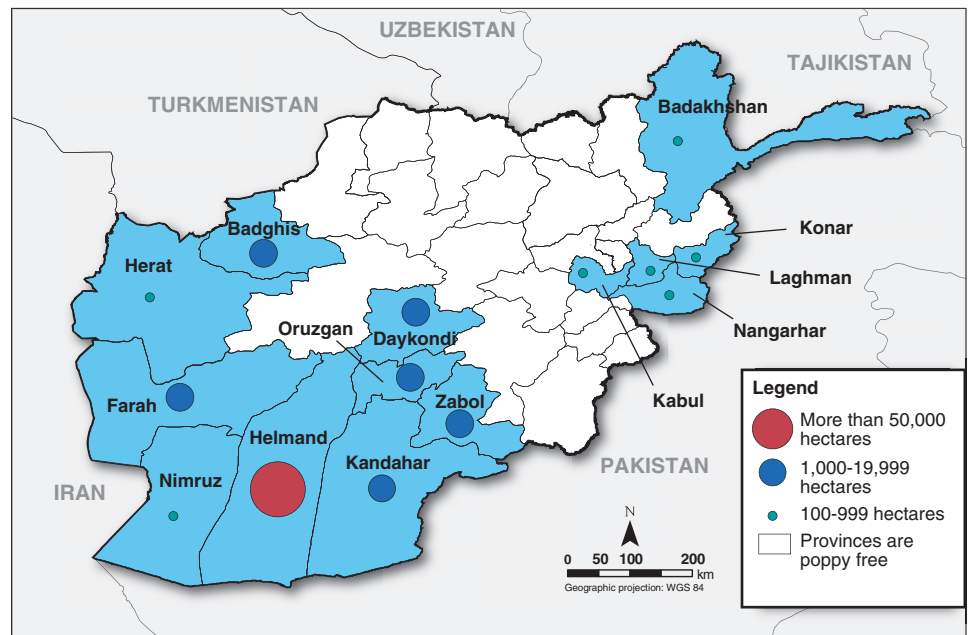 UZBEKISTAN
TAJIKISTAN
TURKMENISTAN
Badakhshan
Konar
Badghis
Herat
Laghman
Oruzgan
Daykondi
Nangarhar
Kabul
Farah
Zabol
Helmand
Kandahar
Nimruz
IRAN
PAKISTAN
Legend
More than 50,000
hectares
1,000-19,999
hectares
100-999 hectares
Provinces are
poppy free
N
0 50 100 200
km
Geographic projection: WGS 84